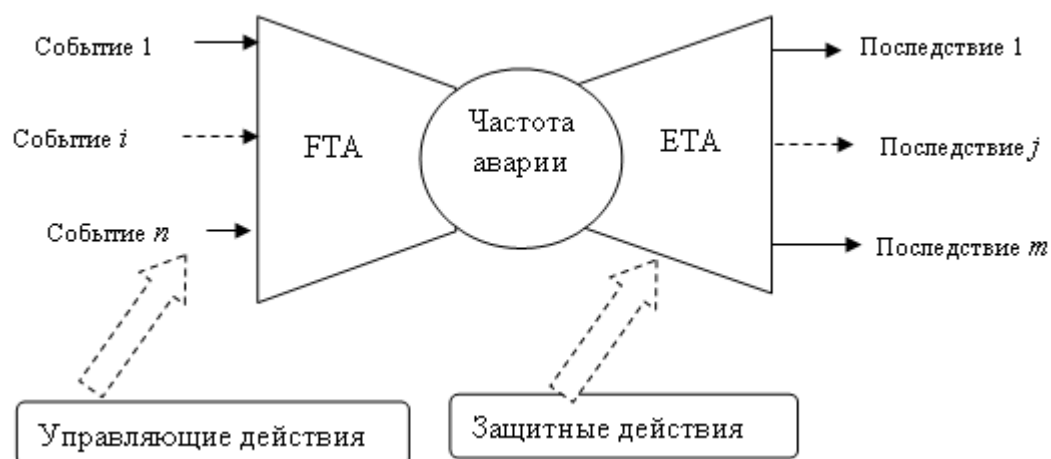 Событие 1
Последствие 1
Событие i
FTA
Частота
аварии
ETA
Последствие j
Событие n
Последствие m
Управляющие действия
Защитные действия